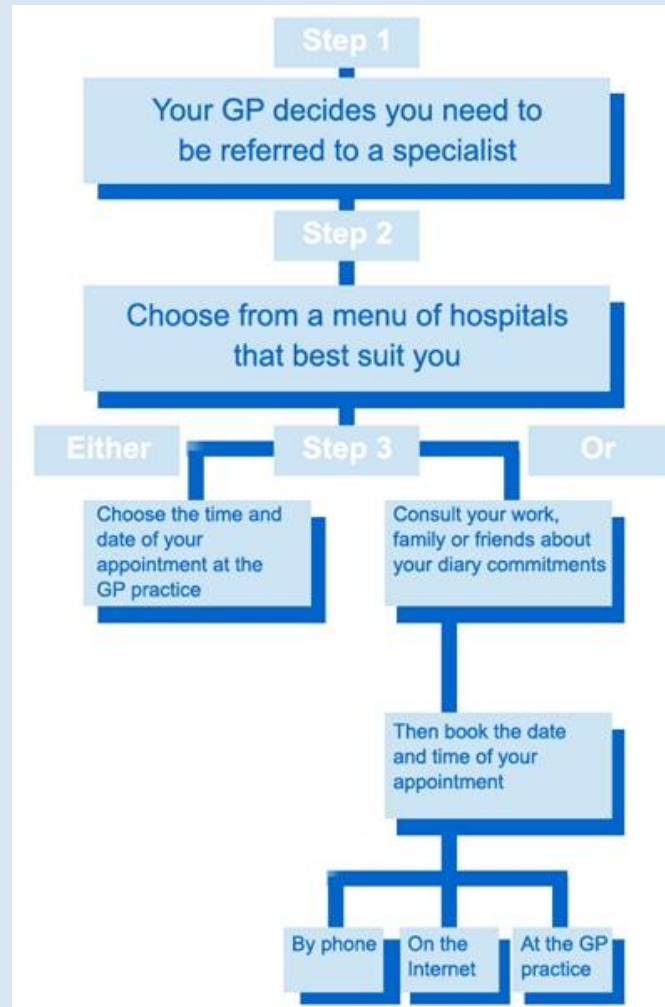 Step 1
Your GP decides you need to
be referred to a specialist
Step 2
Choose from a menu of hospitals
that best suit you
Either
Step 3
Or
Choose the time and
date of your
appointment at the
GP practice
Consult your work,
family or friends about
your diary commitments
Then book the date
and time of your
appointment
By phone
On the
Internet
At the GP
practice